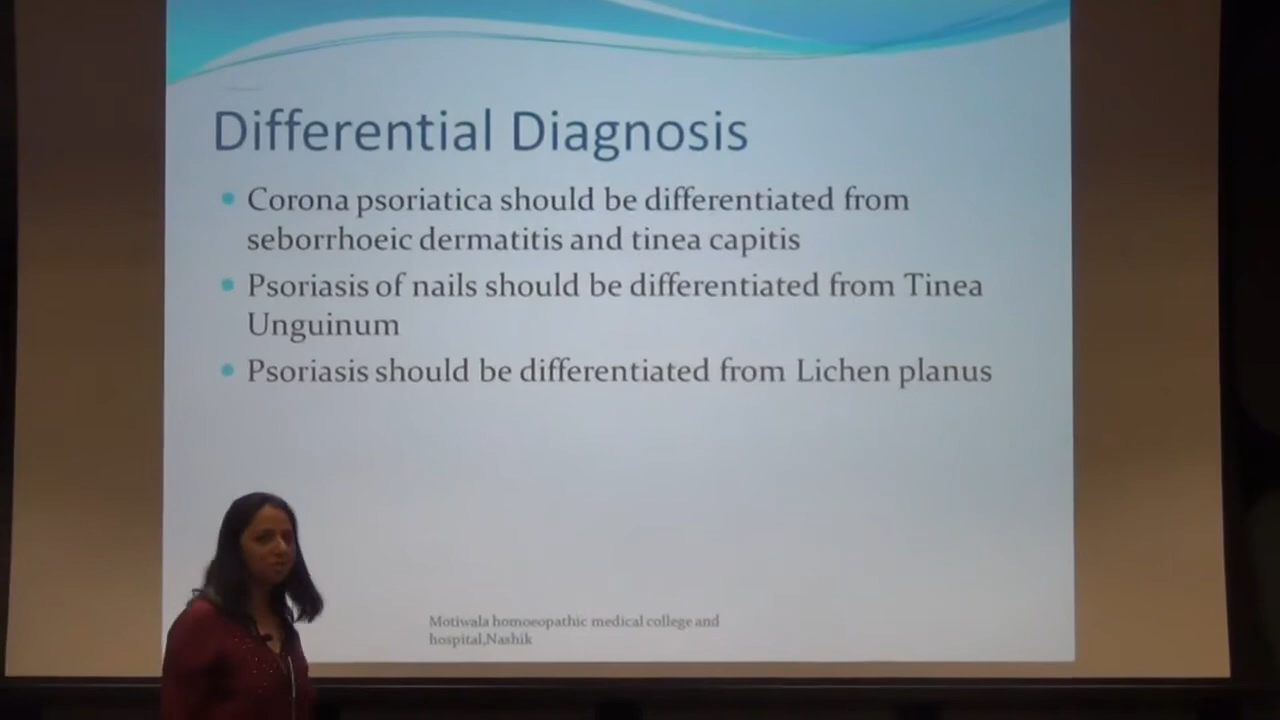 Differential Diagnosis
Corona psoriatica should be differentiated from
seborrhoeic dermatitis and tinea capitis
Psoriasis of nails should be differentiated from Tinea
Unguinum
Psoriasis should be differentiated from Lichen planus
Motiwala homoeopathic medical college and
hospital,Nashik